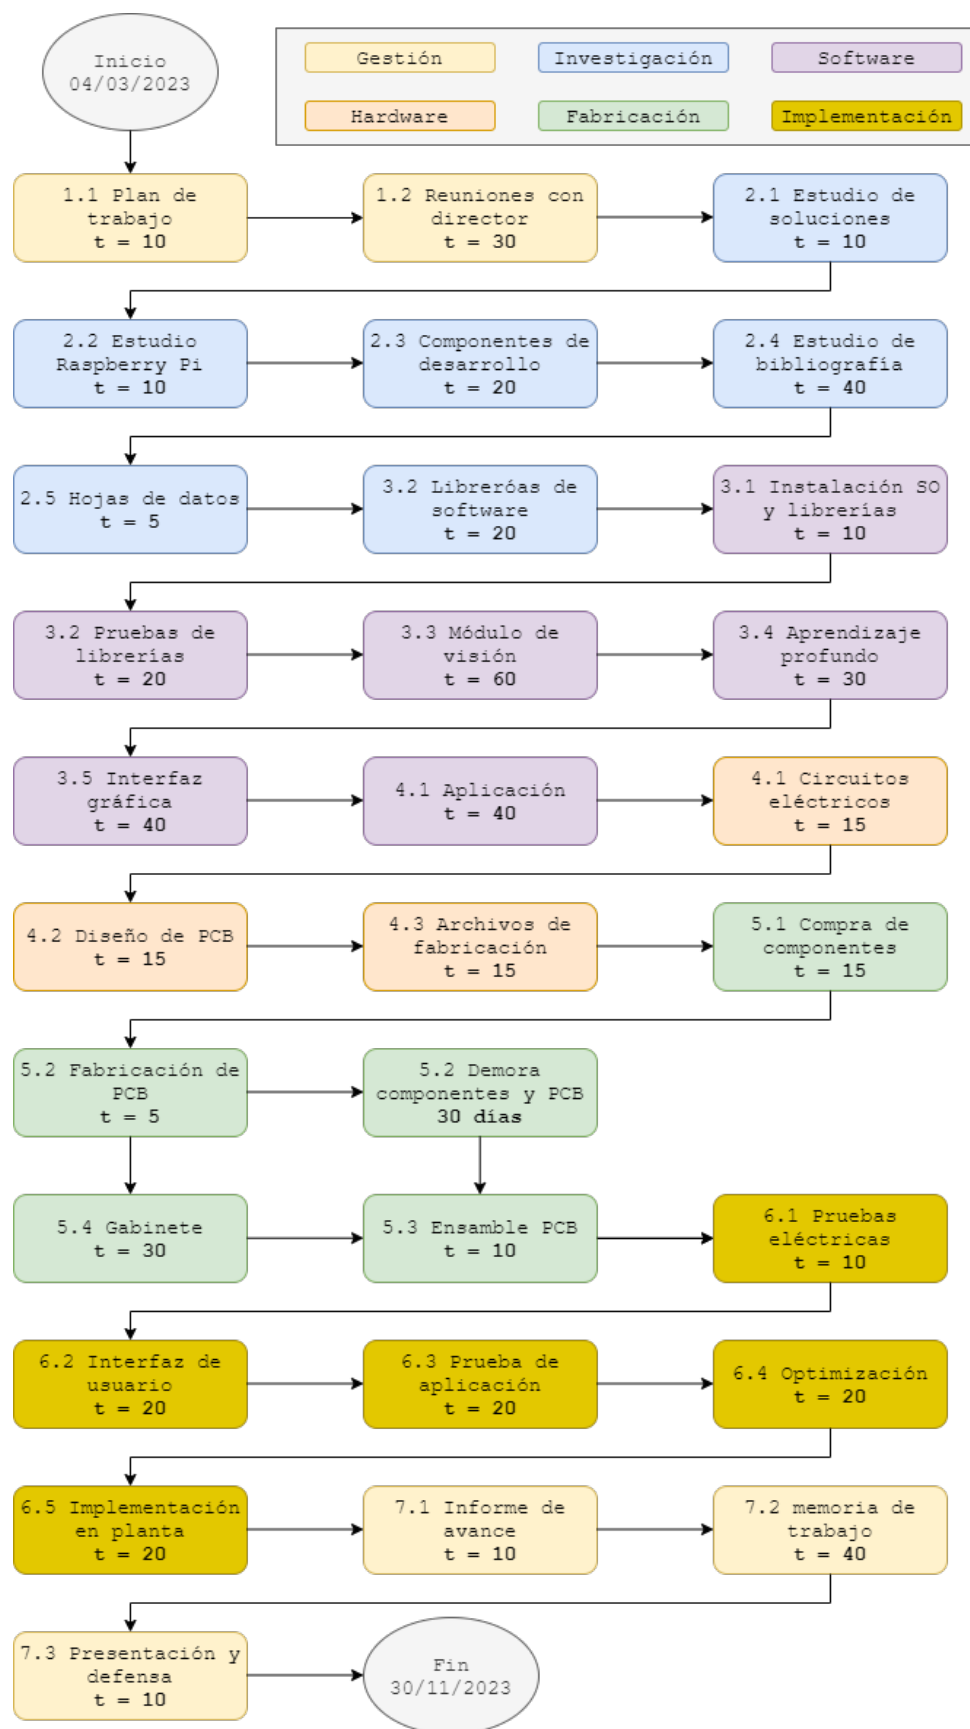 Inicio
04/03/2023
Gestión
Investigación
Software
Hardware
Fabricación
Implementación
1.1 Plan de
trabajo
t = 10
1.2 Reuniones con
director
t = 30
2.1 Estudio de
soluciones
t = 10
2.2 Estudio
Raspberry Pi
t = 10
2.3 Componentes de
desarrollo
t = 20
2.4 Estudio de
bibliografía
t = 40
2.5 Hojas de datos
t = 5
3.2 Libreróas de
software
t = 20
3.1 Instalación SO
y librerías
t = 10
3.2 Pruebas de
librerías
t = 20
3.3 Módulo de
visión
t = 60
3.4 Aprendizaje
profundo
t = 30
3.5 Interfaz
gráfica
t = 40
4.1 Aplicación
t = 40
4.1 Circuitos
eléctricos
t = 15
4.2 Diseño de PCB
t = 15
4.3 Archivos de
fabricación
t = 15
5.1 Compra de
componentes
t = 15
5.2 Fabricación de
PCB
t = 5
5.2 Demora
componentes y PCB
30 días
5.4 Gabinete
t = 30
5.3 Ensamble PCB
t = 10
6.1 Pruebas
eléctricas
t = 10
6.2 Interfaz de
usuario
t = 20
6.3 Prueba de
aplicación
t = 20
6.4 Optimización
t = 20
6.5 Implementación
en planta
t = 20
7.1 Informe de
avance
t = 10
7.2 memoria de
trabajo
t = 40
7.3 Presentación y
defensa
t = 10
Fin
30/11/2023